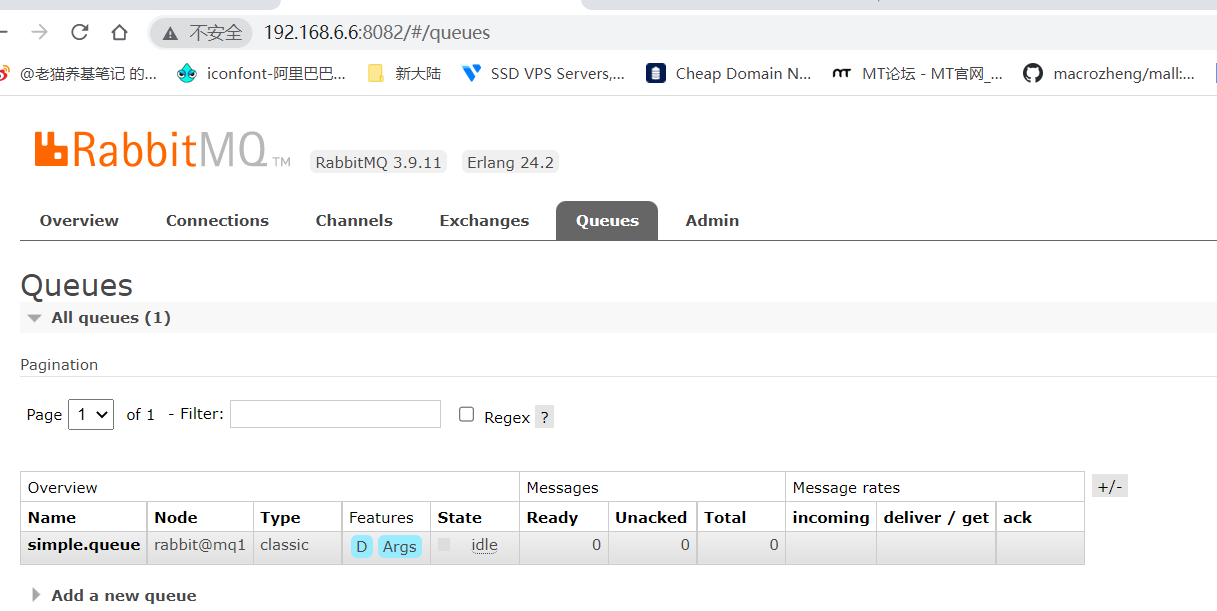 不安全 192.168.6.6:8082/#/queues
@老猫养基笔记 的... iconfont-阿里巴巴... 新大陆 SSD VPS Servers,... Cheap Domain N... MT论坛 - MT官网_... macrozheng/mall:...
RabbitMQ TM RabbitMQ 3.9.11 Erlang 24.2
Overview Connections Channels Exchanges Queues Admin
Queues
All queues (1)
Pagination
Page 1 of 1 - Filter: Regex ?
Overview Messages Message rates +/-
Name Node Type Features State Ready Unacked Total incoming deliver / get ack
simple.queue rabbit@mq1 classic D Args idle 0 0 0
Add a new queue